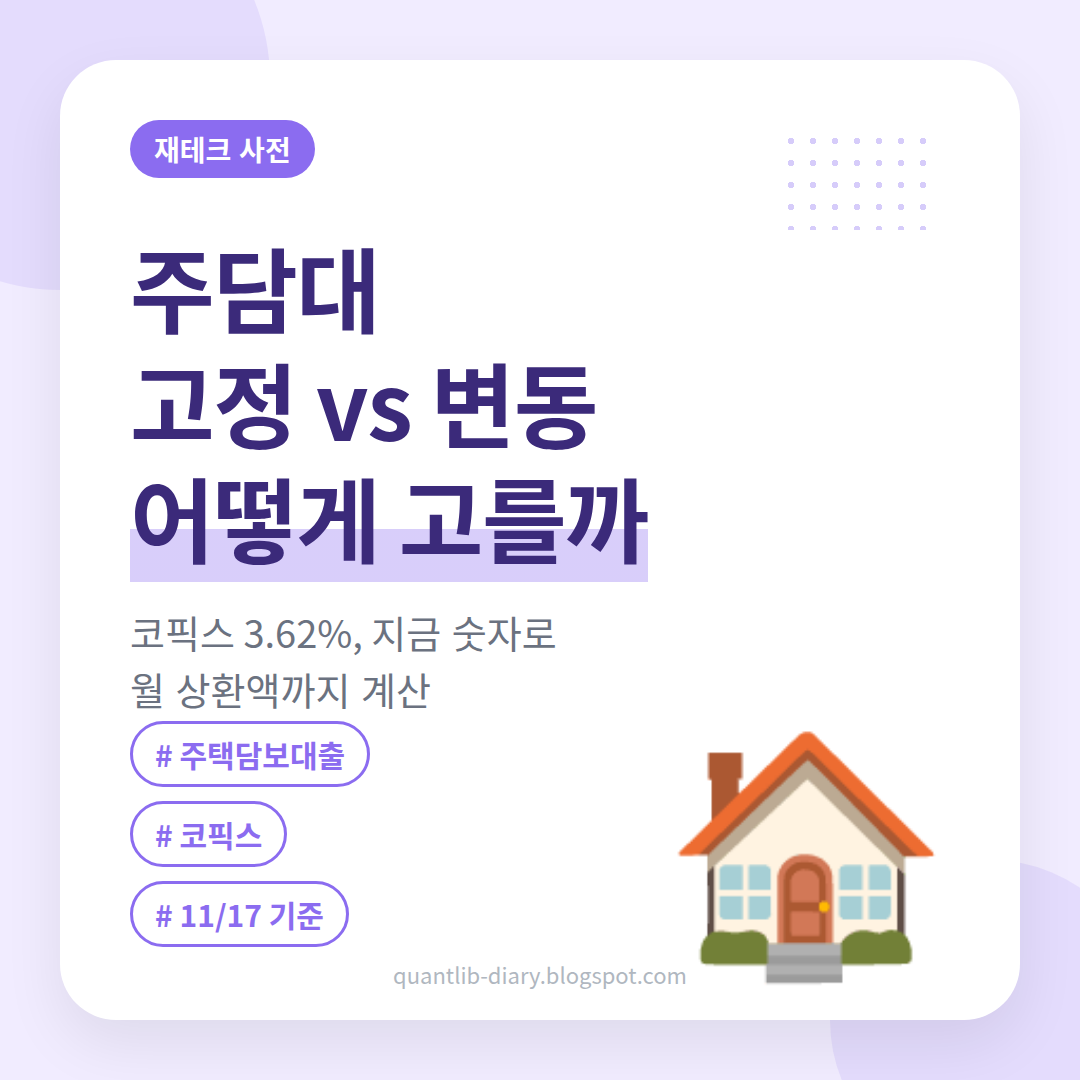 재테크 사전
주담대
고정 vs 변동
어떻게 고를까
코픽스 3.62%, 지금 숫자로
월 상환액까지 계산
# 주택담보대출
# 코픽스
# 11/17 기준
quantlib-diary.blogspot.com